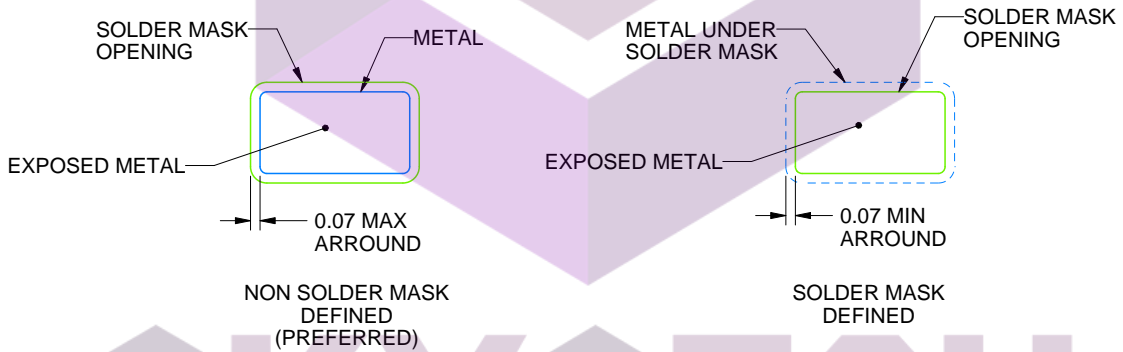 SOLDER MASK
OPENING
METAL
EXPOSED METAL
0.07 MAX
ARROUND
NON SOLDER MASK
DEFINED
(PREFERRED)
METAL UNDER
SOLDER MASK
SOLDER MASK
OPENING
EXPOSED METAL
0.07 MIN
ARROUND
SOLDER MASK
DEFINED